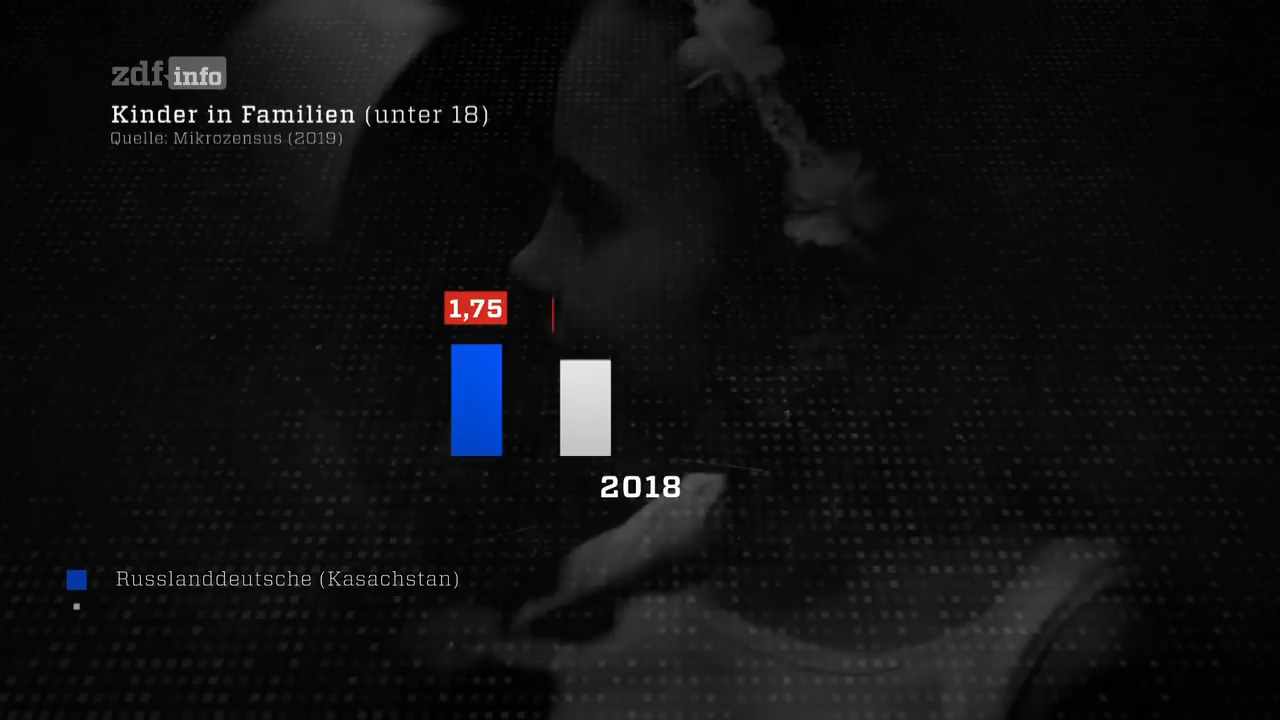 zdf info
Kinder in Familien (unter 18)
Quelle: Mikrozensus (2019)
1,75
2018
Russlanddeutsche (Kasachstan)